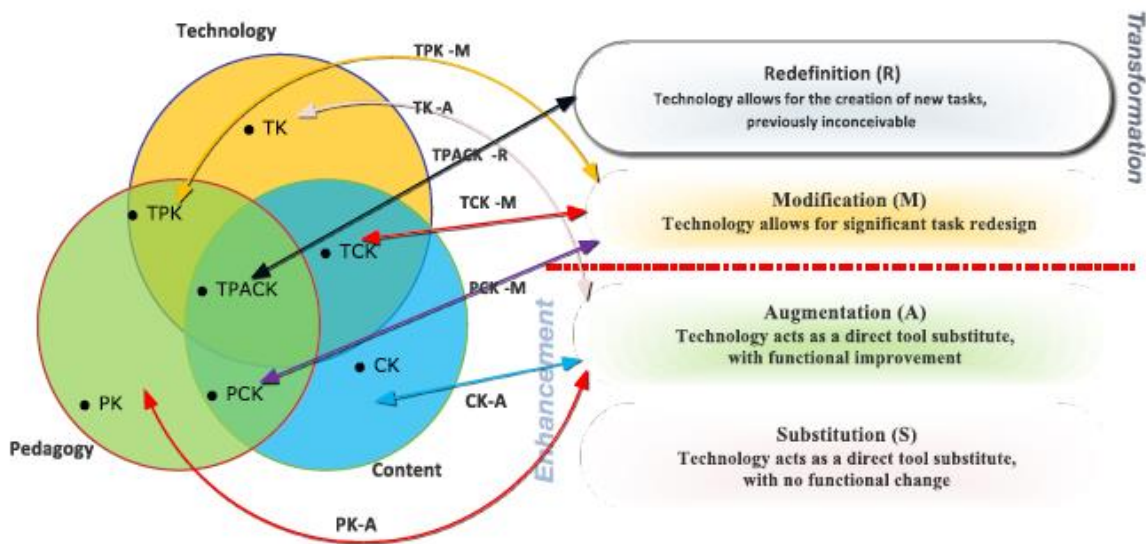 Technology
TPK -M
TK -A
TK
TPACK -R
TPK
TCK -M
TCK
TPACK
PCK -M
CK
PCK
PK
CK-A
Pedagogy
Content
PK-A
Transformation
Enhancement
Redefinition (R)
Technology allows for the creation of new tasks,
previously inconceivable
Modification (M)
Technology allows for significant task redesign
Augmentation (A)
Technology acts as a direct tool substitute,
with functional improvement
Substitution (S)
Technology acts as a direct tool substitute,
with no functional change